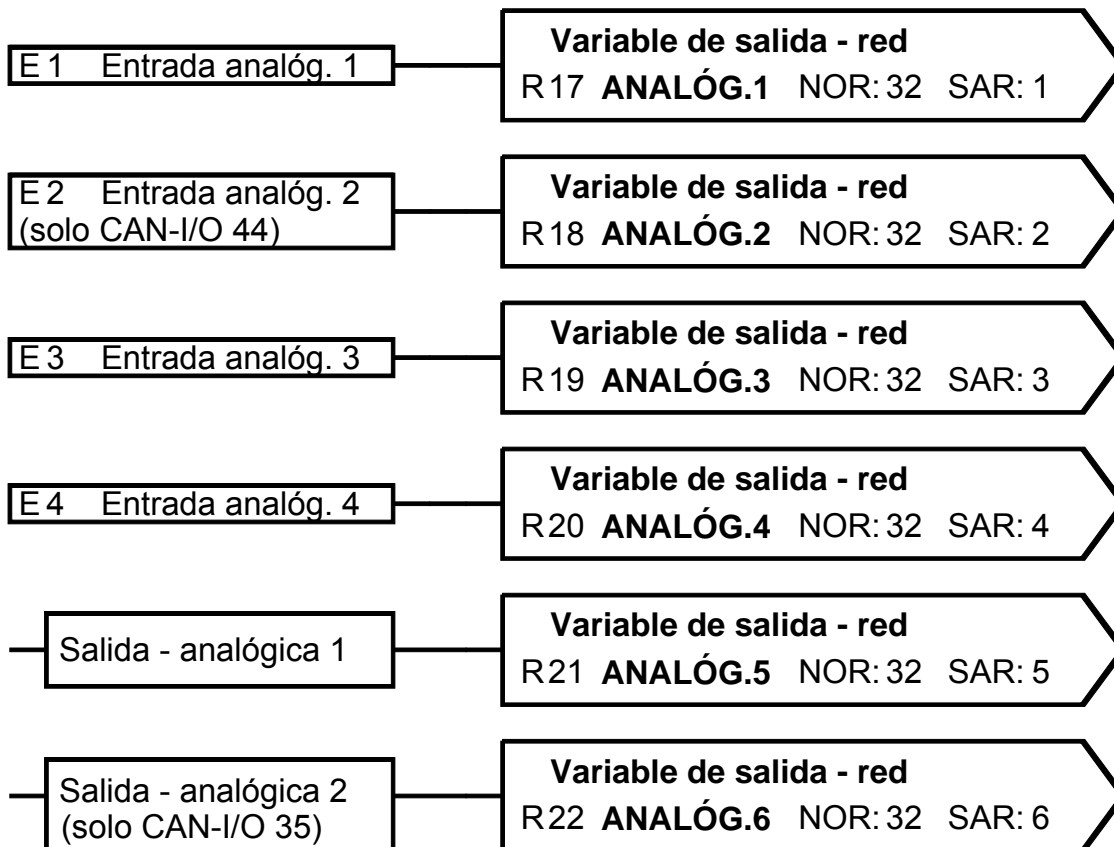 Variable de salida - red
E 1 Entrada analóg. 1
R17 ANALÓG.1 NOR: 32 SAR: 1
Variable de salida - red
E 2 Entrada analóg. 2
(solo CAN-I/O 44)
R18 ANALÓG.2 NOR: 32 SAR: 2
Variable de salida - red
E 3 Entrada analóg. 3
R19 ANALÓG.3 NOR: 32 SAR: 3
Variable de salida - red
E 4 Entrada analóg. 4
R20 ANALÓG.4 NOR: 32 SAR: 4
Variable de salida - red
Salida - analógica 1
R21 ANALÓG.5 NOR: 32 SAR: 5
Variable de salida - red
Salida - analógica 2
(solo CAN-I/O 35)
R22 ANALÓG.6 NOR: 32 SAR: 6